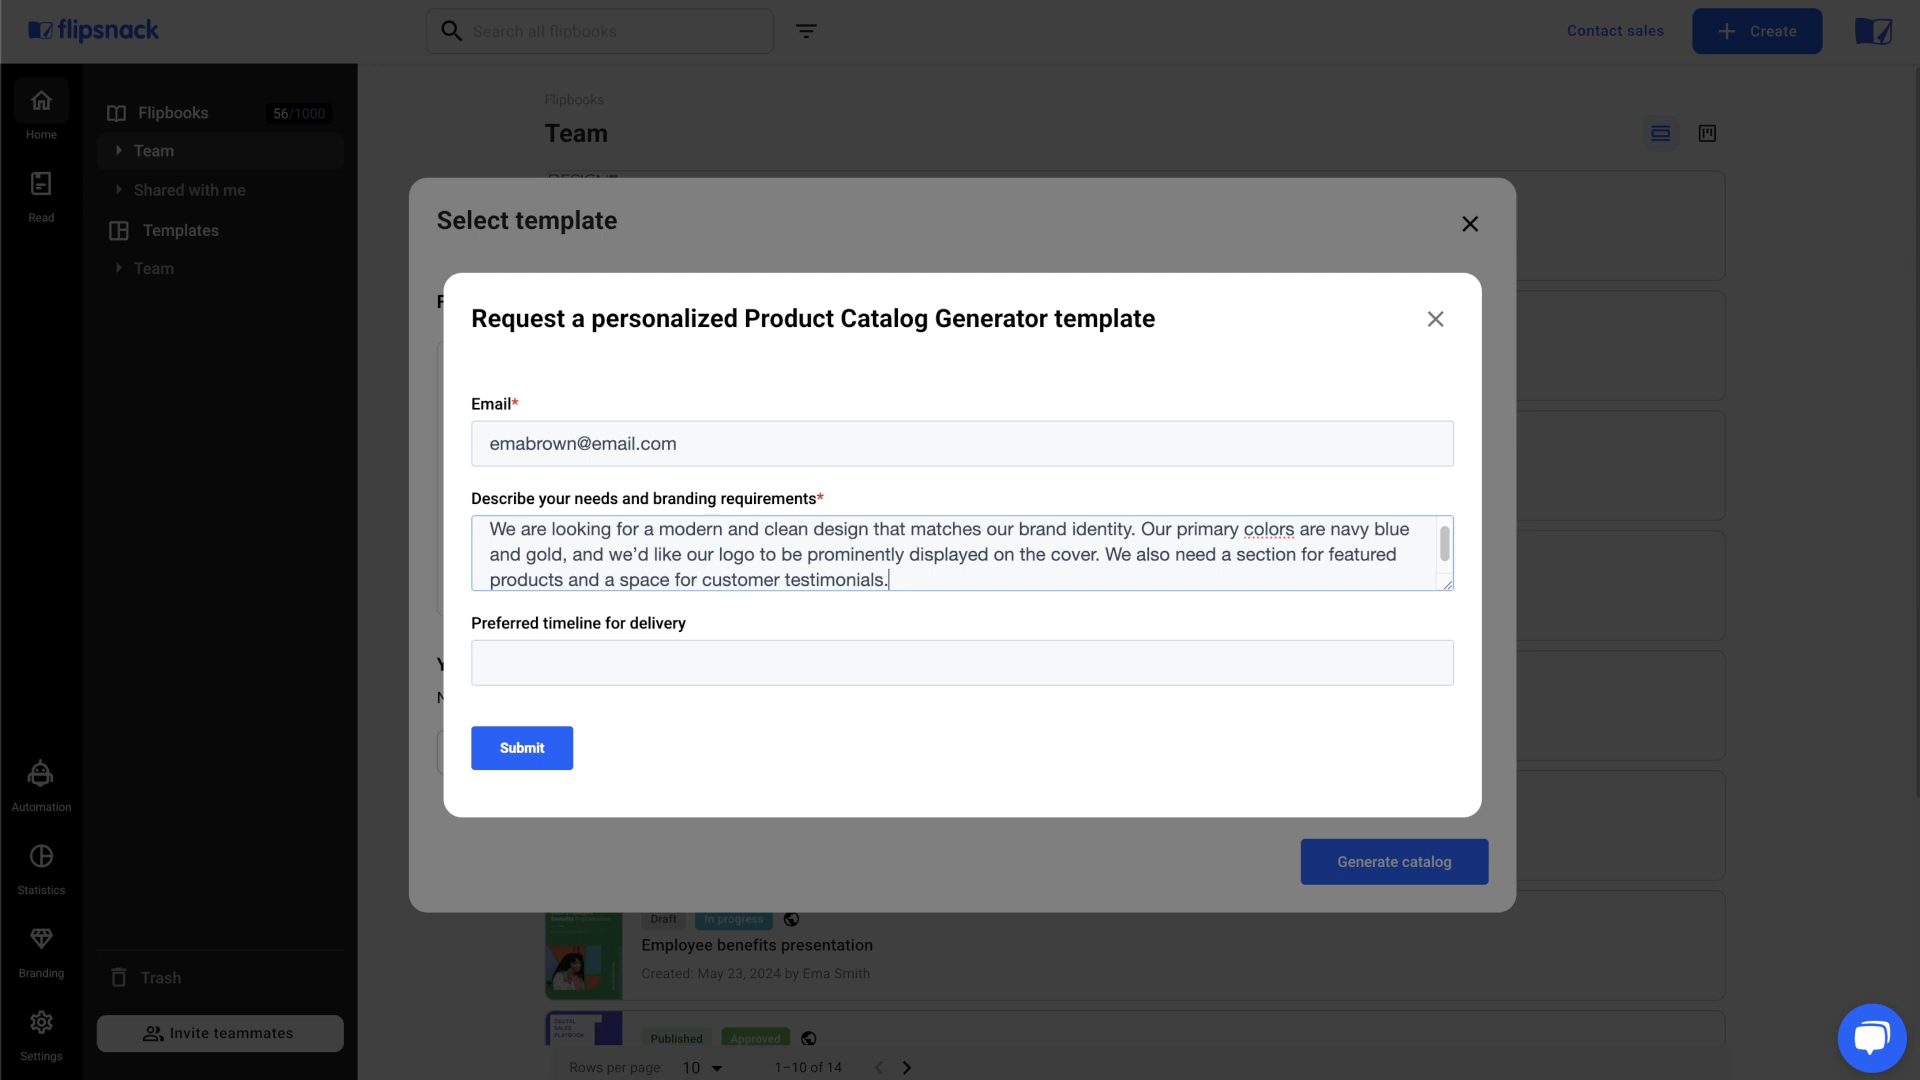 flipsnack
Search all flipbooks
Contact sales
Create
Home
Read
Automation
Statistics
Branding
Settings
Flipbooks
56/1000
Team
Shared with me
Templates
Team
Trash
Invite teammates
Flipbooks
Team
Select template
Request a personalized Product Catalog Generator template
Email*
emabrown@email.com
Describe your needs and branding requirements*
We are looking for a modern and clean design that matches our brand identity. Our primary colors are navy blue
and gold, and we’d like our logo to be prominently displayed on the cover. We also need a section for featured
products and a space for customer testimonials.
Preferred timeline for delivery
Submit
Generate catalog
Draft
In progress
Employee benefits presentation
Created: May 23, 2024 by Ema Smith
DIGITAL
SALES
PLAYBOOK
Published
Approved
Rows per page:
10
1–10 of 14